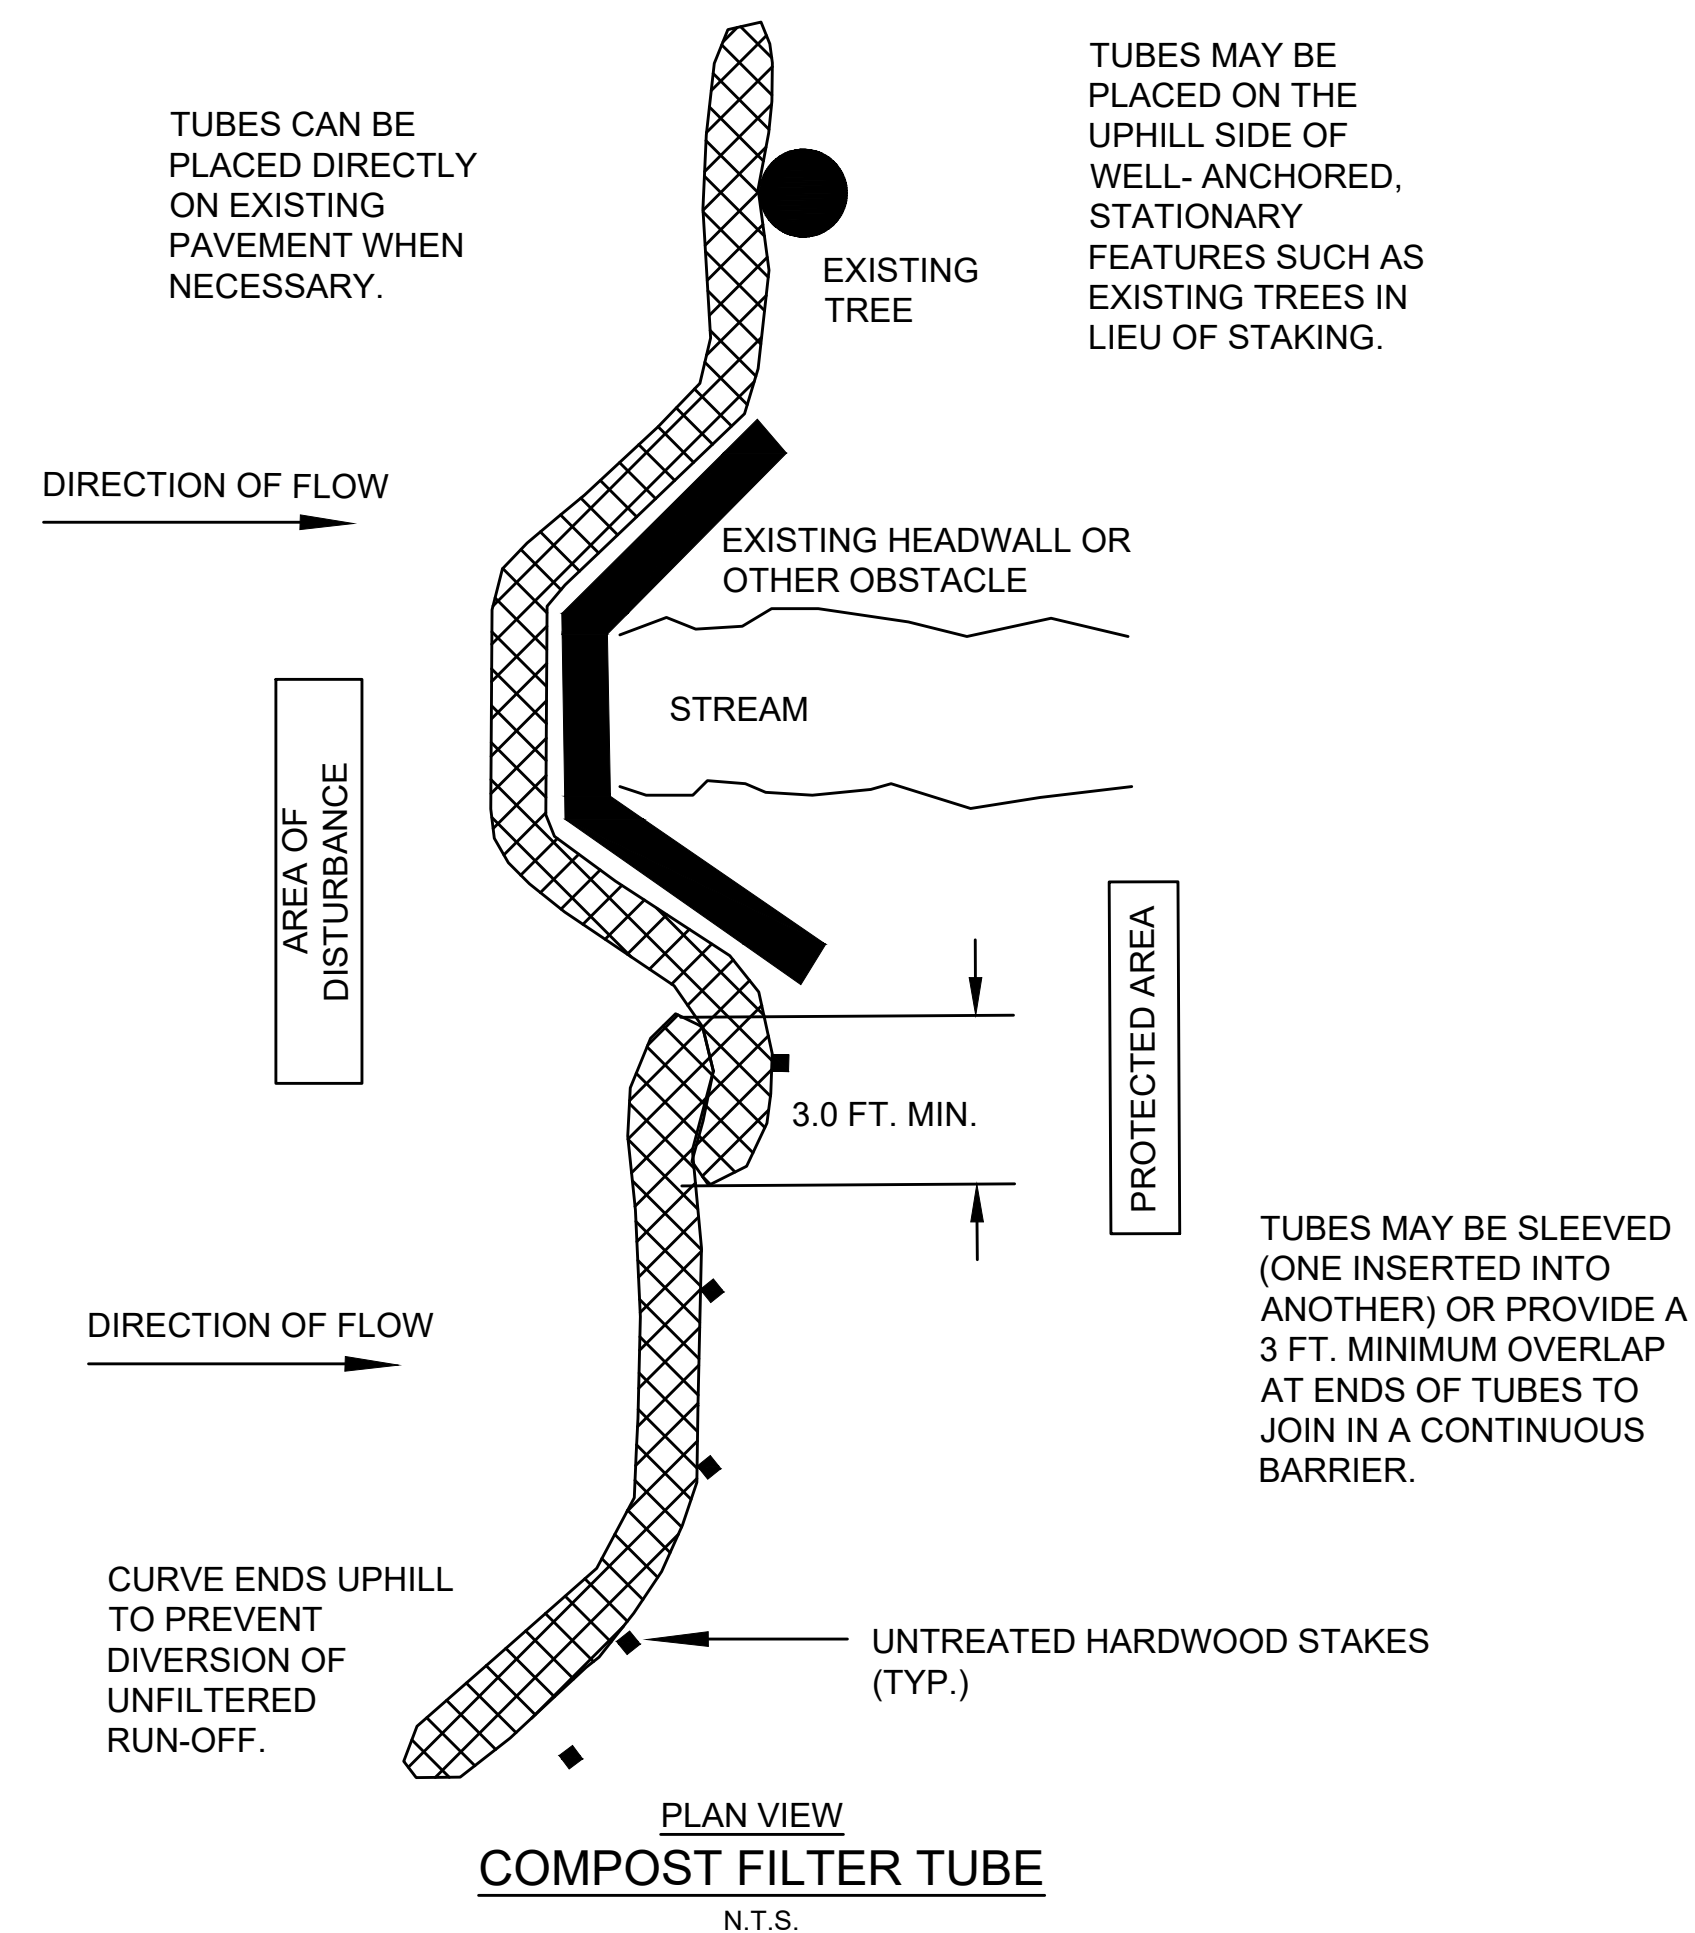 TUBES CAN BE
PLACED DIRECTLY
ON EXISTING
PAVEMENT WHEN
NECESSARY.
TUBES MAY BE
PLACED ON THE
UPHILL SIDE OF
WELL- ANCHORED,
STATIONARY
FEATURES SUCH AS
EXISTING TREES IN
LIEU OF STAKING.
EXISTING
TREE
DIRECTION OF FLOW
EXISTING HEADWALL OR
OTHER OBSTACLE
STREAM
AREA OF
DISTURBANCE
PROTECTED AREA
3.0 FT. MIN.
TUBES MAY BE SLEEVED
(ONE INSERTED INTO
ANOTHER) OR PROVIDE A
3 FT. MINIMUM OVERLAP
AT ENDS OF TUBES TO
JOIN IN A CONTINUOUS
BARRIER.
DIRECTION OF FLOW
CURVE ENDS UPHILL
TO PREVENT
DIVERSION OF
UNFILTERED
RUN-OFF.
UNTREATED HARDWOOD STAKES
(TYP.)
PLAN VIEW
COMPOST FILTER TUBE
N.T.S.